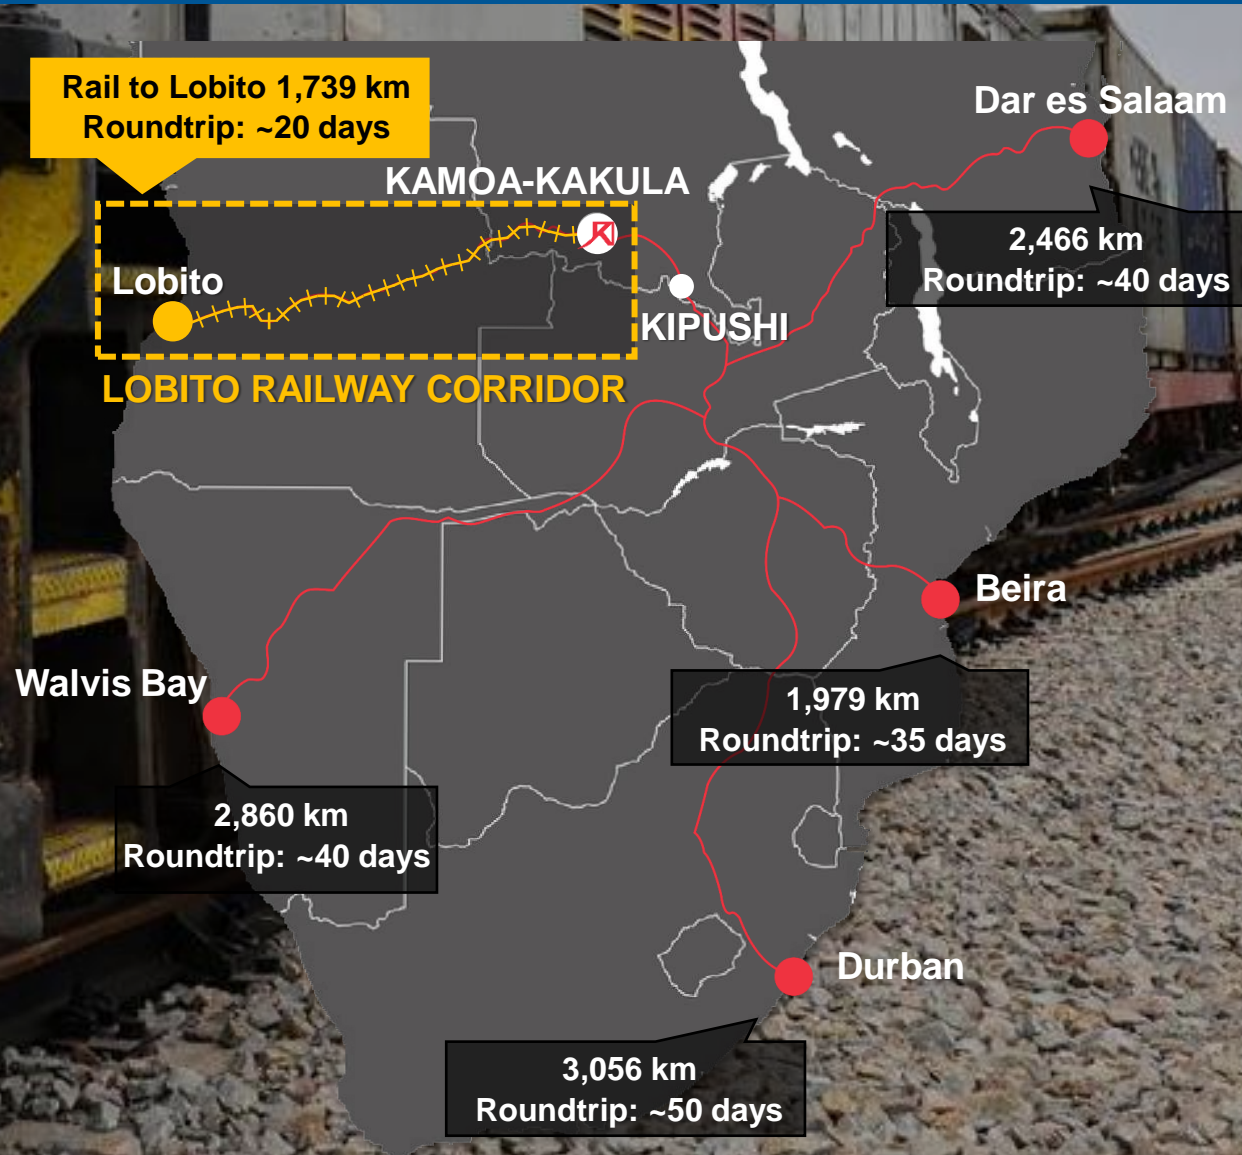 Rail to Lobito 1,739 km
Roundtrip: ~20 days
Dar es Salaam
KAMOA-KAKULA
2,466 km
Roundtrip: ~40 days
Lobito
KIPUSHI
LOBITO RAILWAY CORRIDOR
Beira
Walvis Bay
1,979 km
Roundtrip: ~35 days
2,860 km
Roundtrip: ~40 days
Durban
3,056 km
Roundtrip: ~50 days